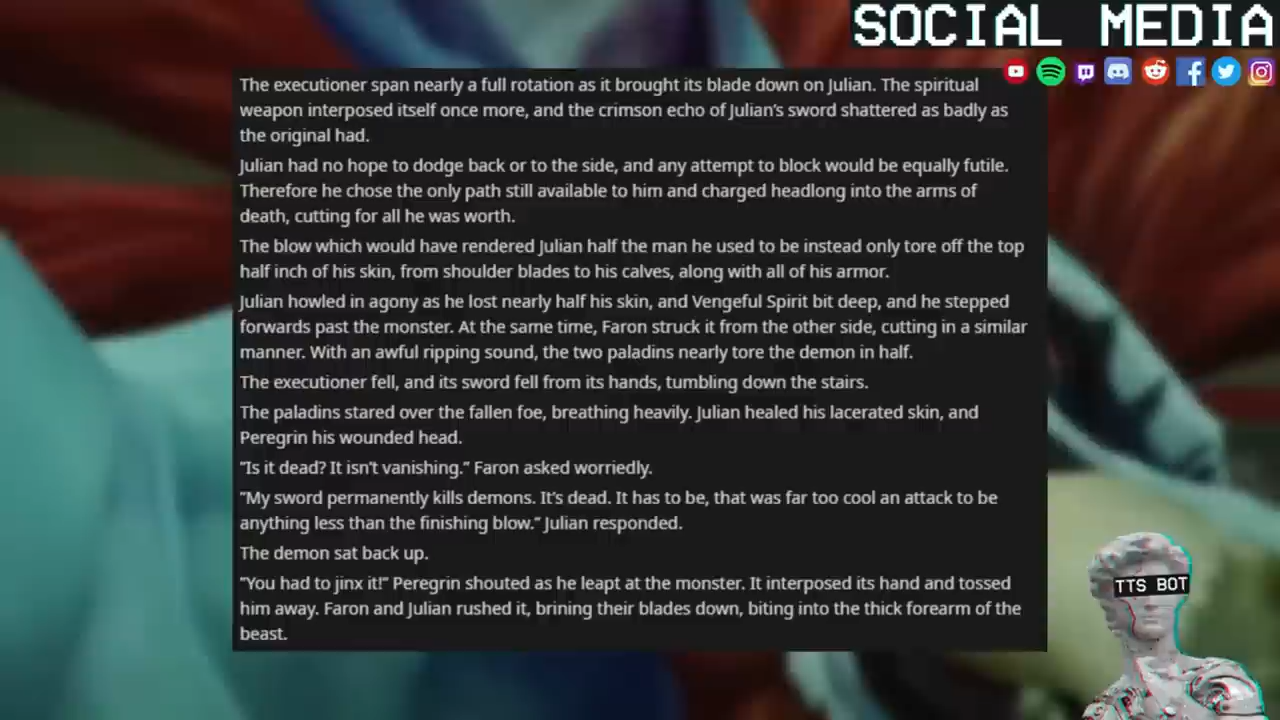 SOCIAL MEDIA
The executioner span nearly a full rotation as it brought its blade down on Julian. The spiritual
weapon interposed itself once more, and the crimson echo of Julian's sword shattered as badly as
the original had.
Julian had no hope to dodge back or to the side, and any attempt to block would be equally futile.
Therefore he chose the only path still available to him and charged headlong into the arms of
death, cutting for all he was worth.
The blow which would have rendered Julian half the man he used to be instead only tore off the top
half inch of his skin, from shoulder blades to his calves, along with all of his armor.
Julian howled in agony as he lost nearly half his skin, and Vengeful Spirit bit deep, and he stepped
forwards past the monster. At the same time, Faron struck it from the other side, cutting in a similar
manner. With an awful ripping sound, the two paladins nearly tore the demon in half.
The executioner fell, and its sword fell from its hands, tumbling down the stairs.
The paladins stared over the fallen foe, breathing heavily. Julian healed his lacerated skin, and
Peregrin his wounded head.
"Is it dead? It isn't vanishing." Faron asked worriedly.
"My sword permanently kills demons. It's dead. It has to be, that was far too cool an attack to be
anything less than the finishing blow." Julian responded.
The demon sat back up.
"You had to jinx it!" Peregrin shouted as he leapt at the monster. It interposed its hand and tossed
him away. Faron and Julian rushed it, brining their blades down, biting into the thick forearm of the
beast.
TTS BOT